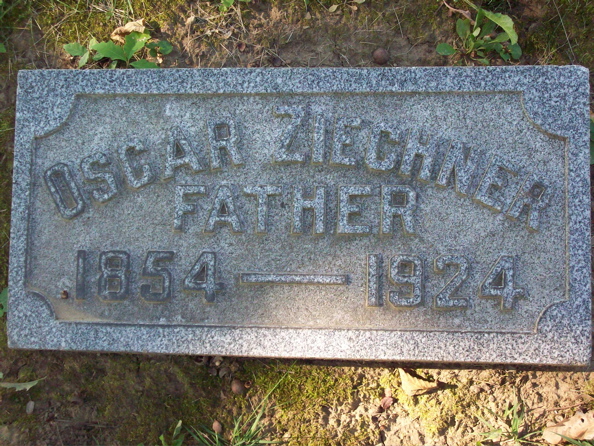 OSCAR ZIECHNER
FATHER
1854 — 1924